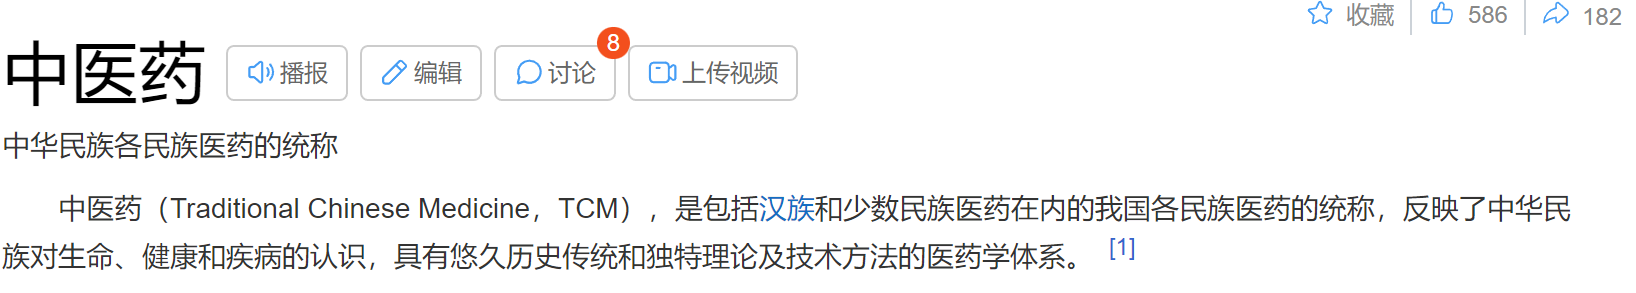 收藏 586 182
中医药 播报 编辑 讨论 8 上传视频
中华民族各民族医药的统称
中医药（Traditional Chinese Medicine，TCM），是包括汉族和少数民族医药在内的我国各民族医药的统称，反映了中华民
族对生命、健康和疾病的认识，具有悠久历史传统和独特理论及技术方法的医药学体系。 [1]